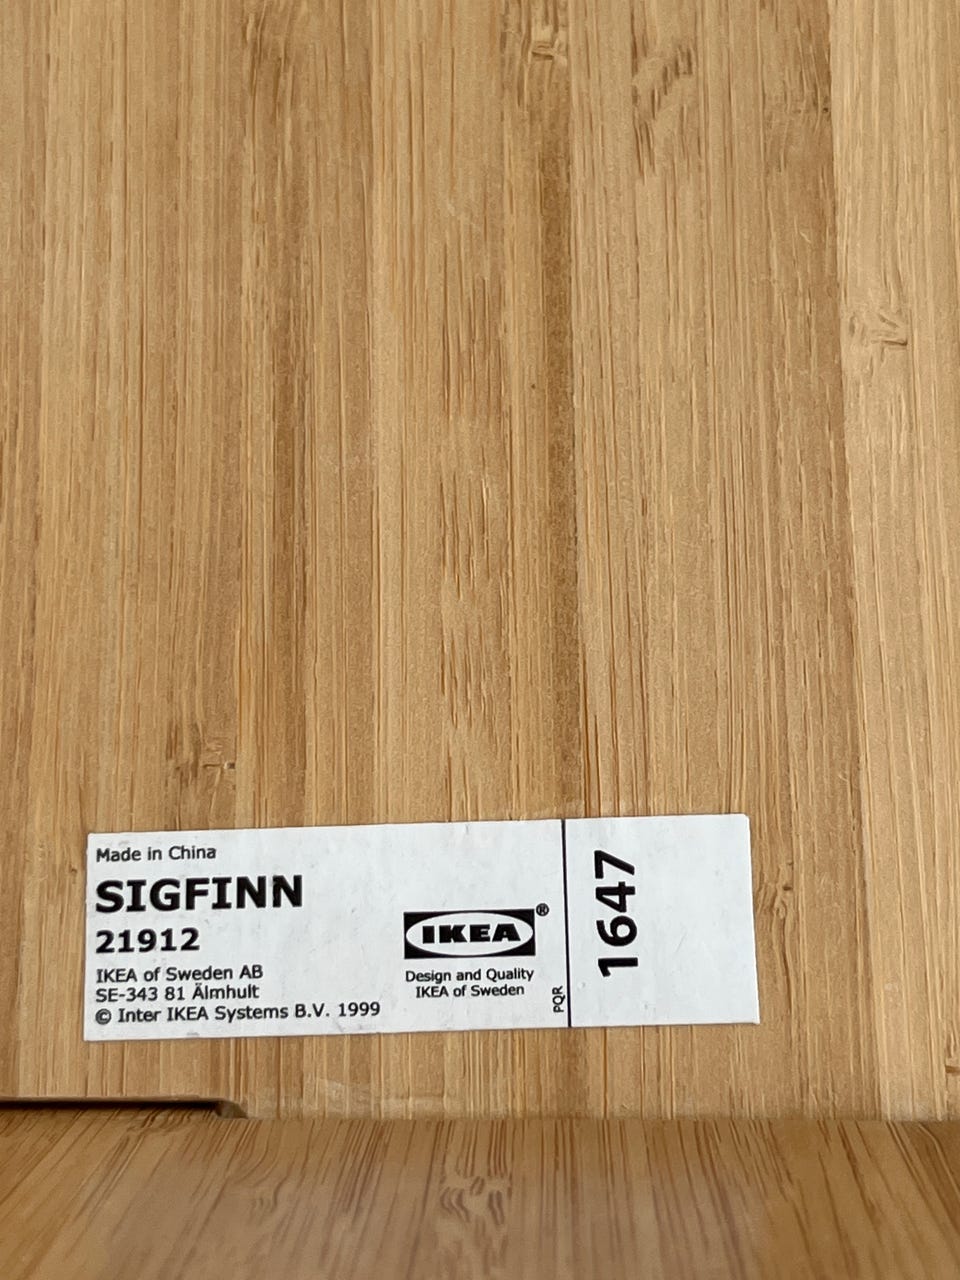 Made in China
SIGFINN
21912
IKEA of Sweden AB
SE-343 81 Älmhult
© Inter IKEA Systems B.V. 1999
IKEA®
Design and Quality
IKEA of Sweden
PQR
1647